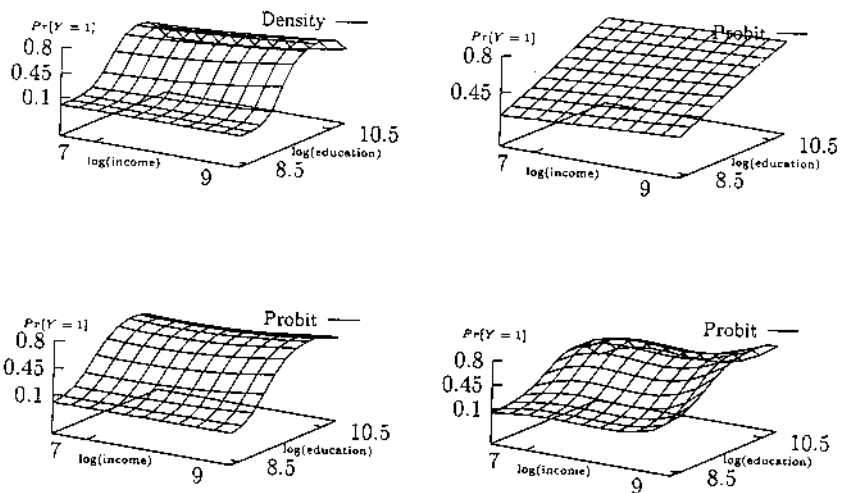 Density
Pr[Y = 1]
0.8
0.45
0.1
7
log(income)
9
8.5
log(education)
10.5
Probit
Pr[Y = 1]
0.8
0.45
7
log(income)
9
8.5
log(education)
10.5
Probit
Pr[Y = 1]
0.8
0.45
0.1
7
log(income)
9
8.5
log(education)
10.5
Probit
Pr[Y = 1]
0.8
0.45
0.1
7
log(income)
9
8.5
log(education)
10.5